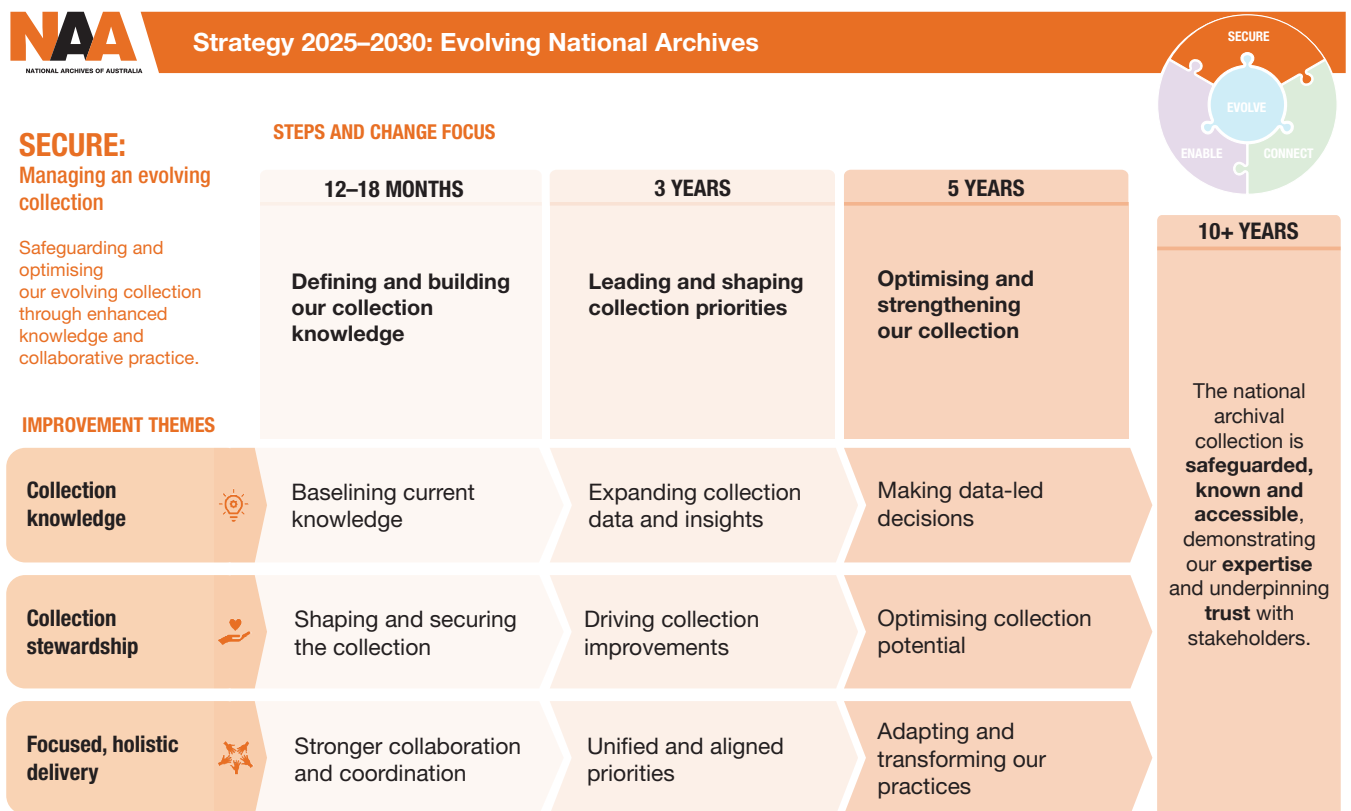 NAA
NATIONAL ARCHIVES OF AUSTRALIA
Strategy 2025–2030: Evolving National Archives
SECURE
EVOLVE
ENABLE
CONNECT
SECURE:
Managing an evolving
collection
Safeguarding and
optimising
our evolving collection
through enhanced
knowledge and
collaborative practice.
STEPS AND CHANGE FOCUS
12–18 MONTHS
3 YEARS
5 YEARS
10+ YEARS
Defining and building
our collection
knowledge
Leading and shaping
collection priorities
Optimising and
strengthening
our collection
IMPROVEMENT THEMES
Collection
knowledge
Baselining current
knowledge
Expanding collection
data and insights
Making data-led
decisions
Collection
stewardship
Shaping and securing
the collection
Driving collection
improvements
Optimising collection
potential
Focused, holistic
delivery
Stronger collaboration
and coordination
Unified and aligned
priorities
Adapting and
transforming our
practices
The national
archival
collection is
safeguarded,
known and
accessible,
demonstrating
our expertise
and underpinning
trust with
stakeholders.